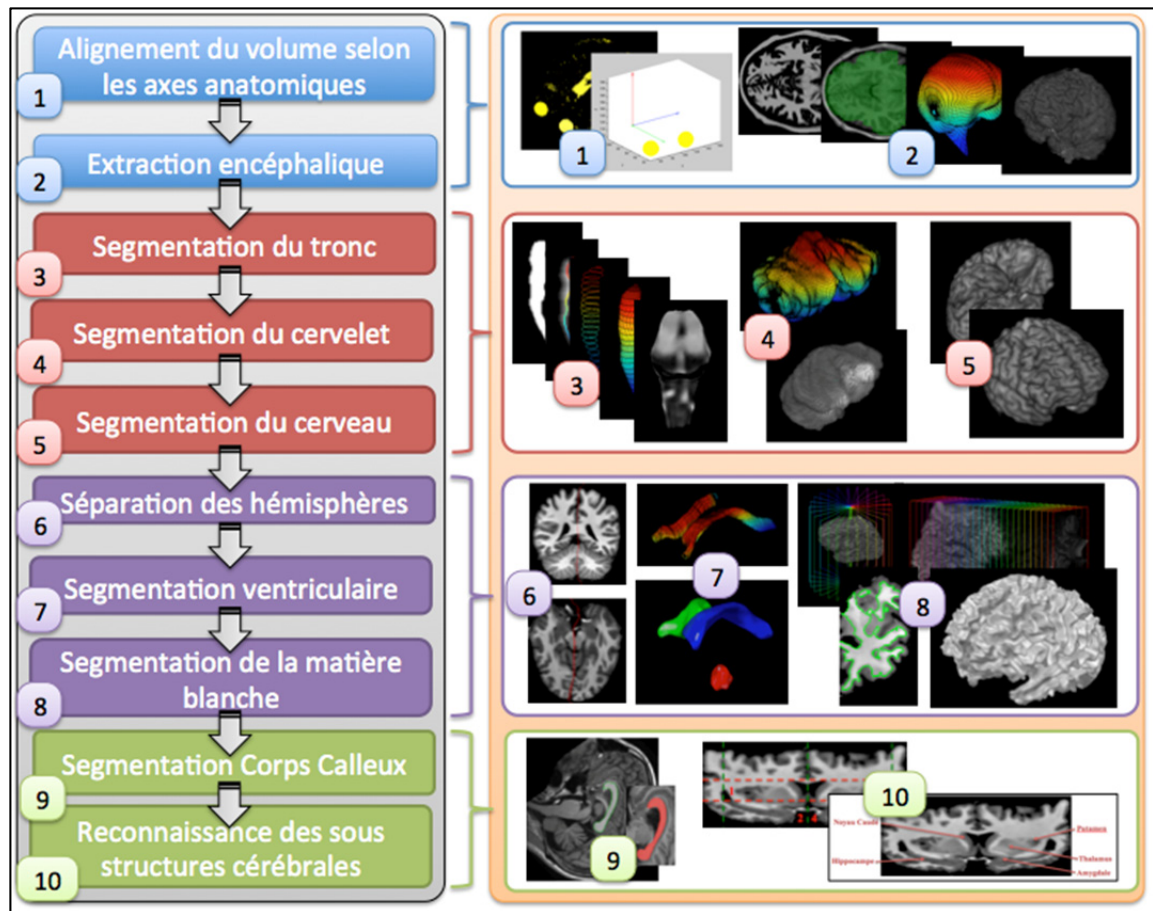 Alignement du volume selon
les axes anatomiques
1
Extraction encéphalique
2
Segmentation du tronc
3
Segmentation du cervelet
4
Segmentation du cerveau
5
Séparation des hémisphères
6
Segmentation ventriculaire
7
Segmentation de la matière
blanche
8
Segmentation Corps Calleux
9
Reconnaissance des sous
structures cérébrales
10
1
2
3
4
5
6
7
8
9
10
1
3 4
Noyau Caudé
Putamen
Hippocampe
Thalamus
Amygdale